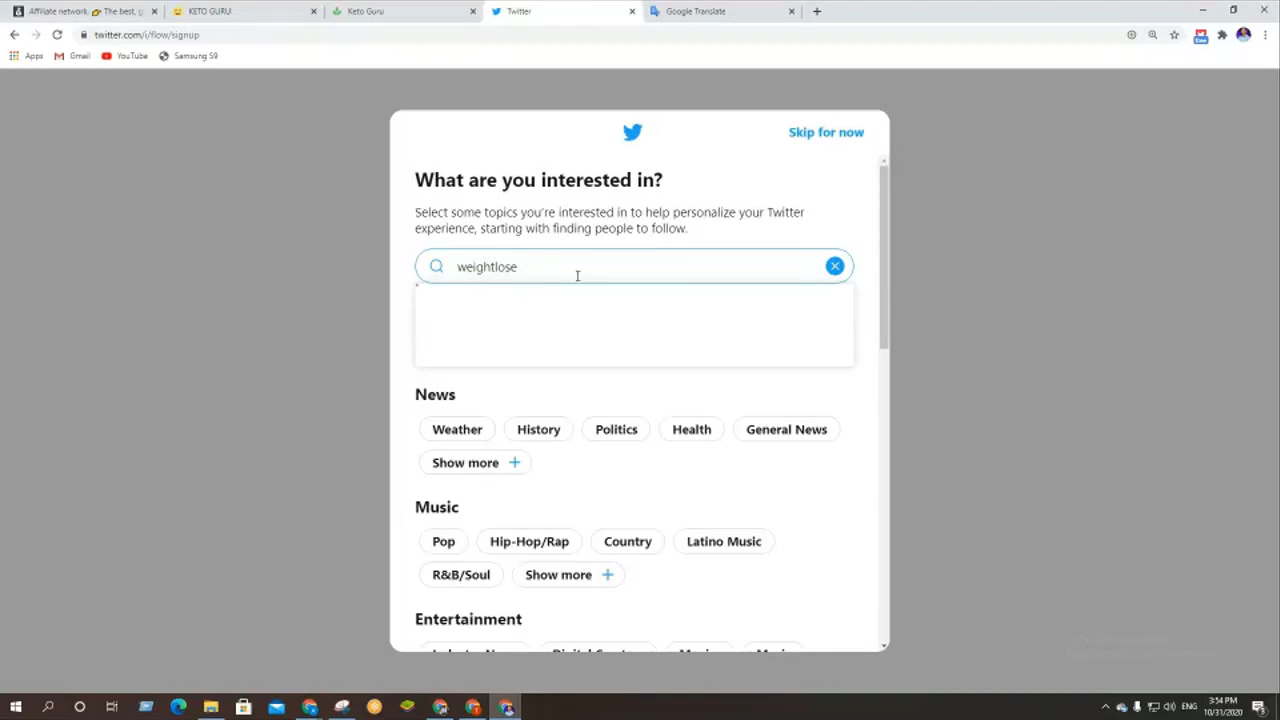 Affiliate network. 👉 The best, g
KETO GURU
Keto Guru
Twitter
Google Translate
twitter.com/i/flow/signup
Apps
Gmail
YouTube
Samsung S9
Skip for now
What are you interested in?
Select some topics you're interested in to help personalize your Twitter
experience, starting with finding people to follow.
weightlose
News
Weather
History
Politics
Health
General News
Show more
Music
Pop
Hip-Hop/Rap
Country
Latino Music
R&B/Soul
Show more
Entertainment
ENG
3:54 PM
10/31/2020